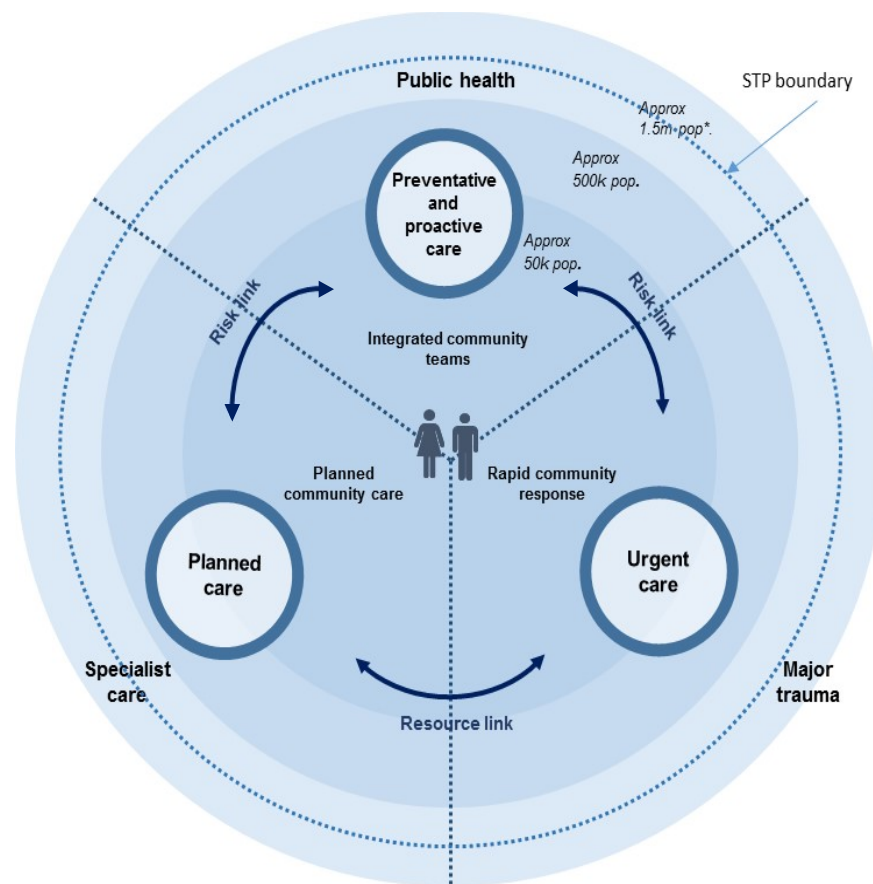 Public health
STP boundary
Approx
1.5m pop*.
Approx
500k pop.
Preventative
and
proactive
care
Approx
50k pop.
Risk link
Risk link
Integrated community
teams
Planned
community care
Rapid community
response
Planned
care
Urgent
care
Specialist
care
Major
trauma
Resource link